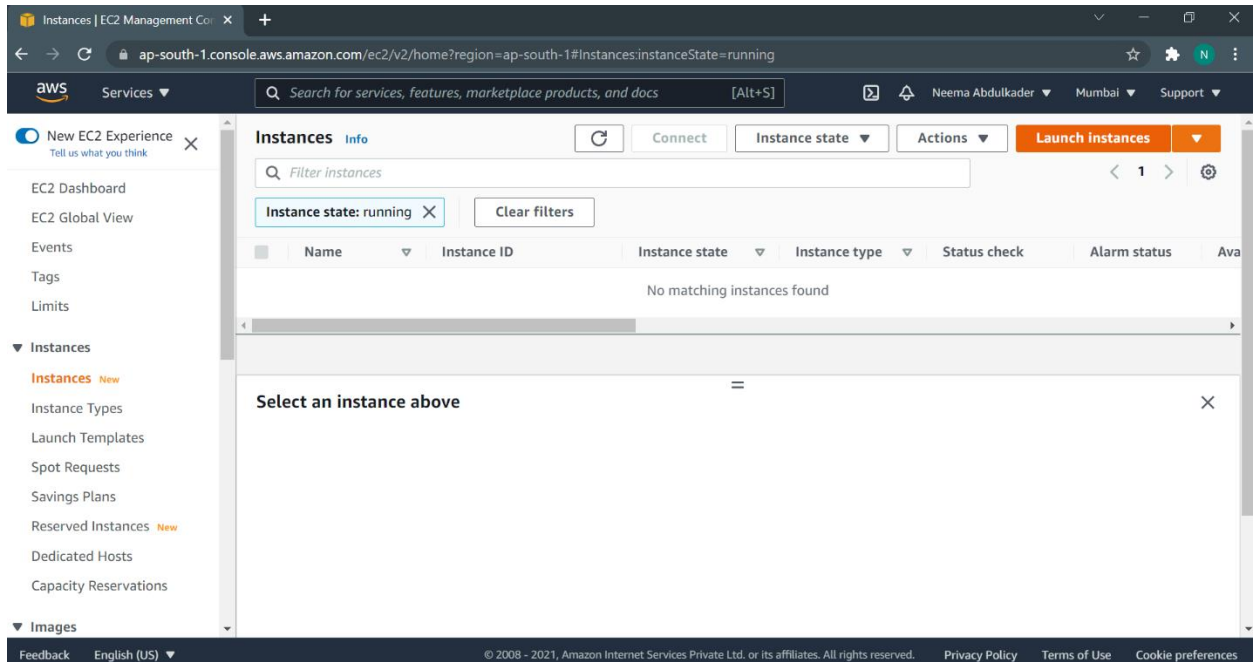 Instances | EC2 Management Con
ap-south-1.console.aws.amazon.com/ec2/v2/home?region=ap-south-1#Instances:instanceState=running
N
aws Services Search for services, features, marketplace products, and docs [Alt+S] Neema Abdulkader Mumbai Support
New EC2 Experience
Tell us what you think
EC2 Dashboard
EC2 Global View
Events
Tags
Limits
Instances
Instances New
Instance Types
Launch Templates
Spot Requests
Savings Plans
Reserved Instances New
Dedicated Hosts
Capacity Reservations
Images
Instances Info Connect Instance state Actions Launch instances
Filter instances 1
Instance state: running Clear filters
Name Instance ID Instance state Instance type Status check Alarm status Ava
No matching instances found
Select an instance above
Feedback English (US) © 2008 - 2021, Amazon Internet Services Private Ltd. or its affiliates. All rights reserved. Privacy Policy Terms of Use Cookie preferences